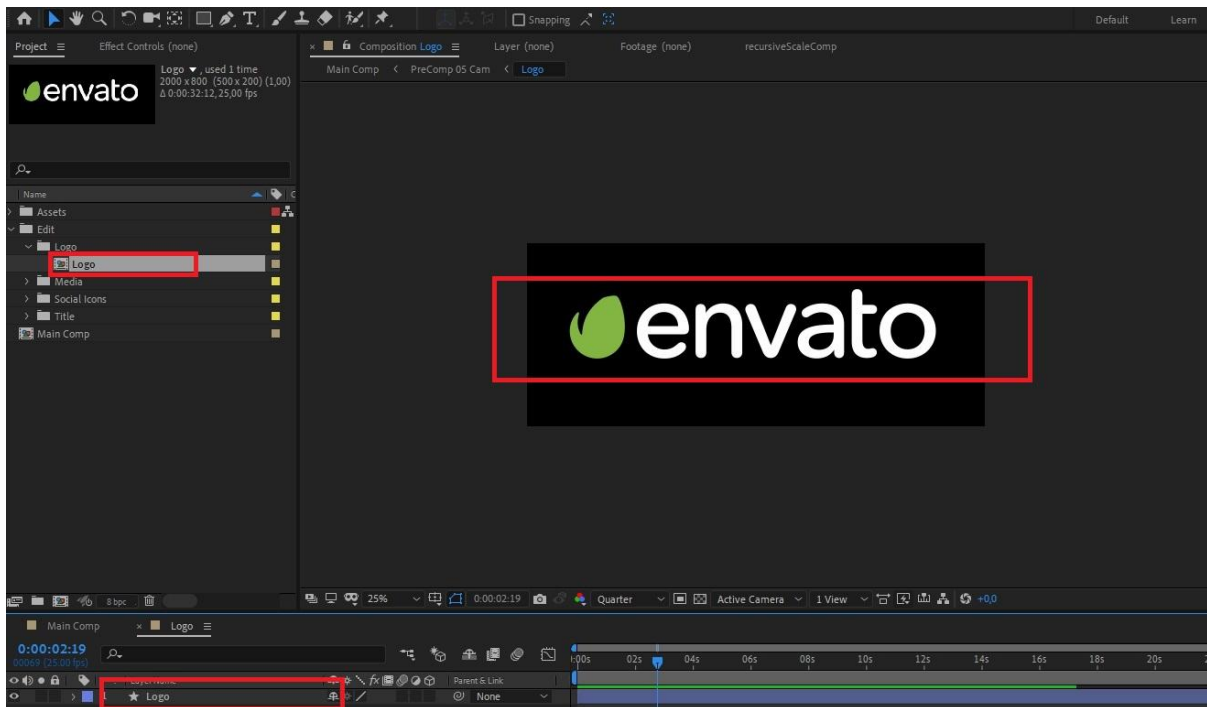 Snapping
Default
Learn
Project
Effect Controls (none)
Composition Logo
Layer (none)
Footage (none)
recursiveScaleComp
Logo ▼, used 1 time
2000 x 800 (500 x 200) (1,00)
Δ 0:00:32:12, 25,00 fps
envato
Main Comp < PreComp 05 Cam < Logo
Name
Assets
Edit
Logo
Logo
Media
Social Icons
Title
Main Comp
envato
8 bpc
25%
0:00:02:19
Quarter
Active Camera
1 View
+0,0
Main Comp
Logo
0:00:02:19
00069 (25.00 fps)
:00s 02s 04s 06s 08s 10s 12s 14s 16s 18s 20s
Parent & Link
1 ★ Logo
None